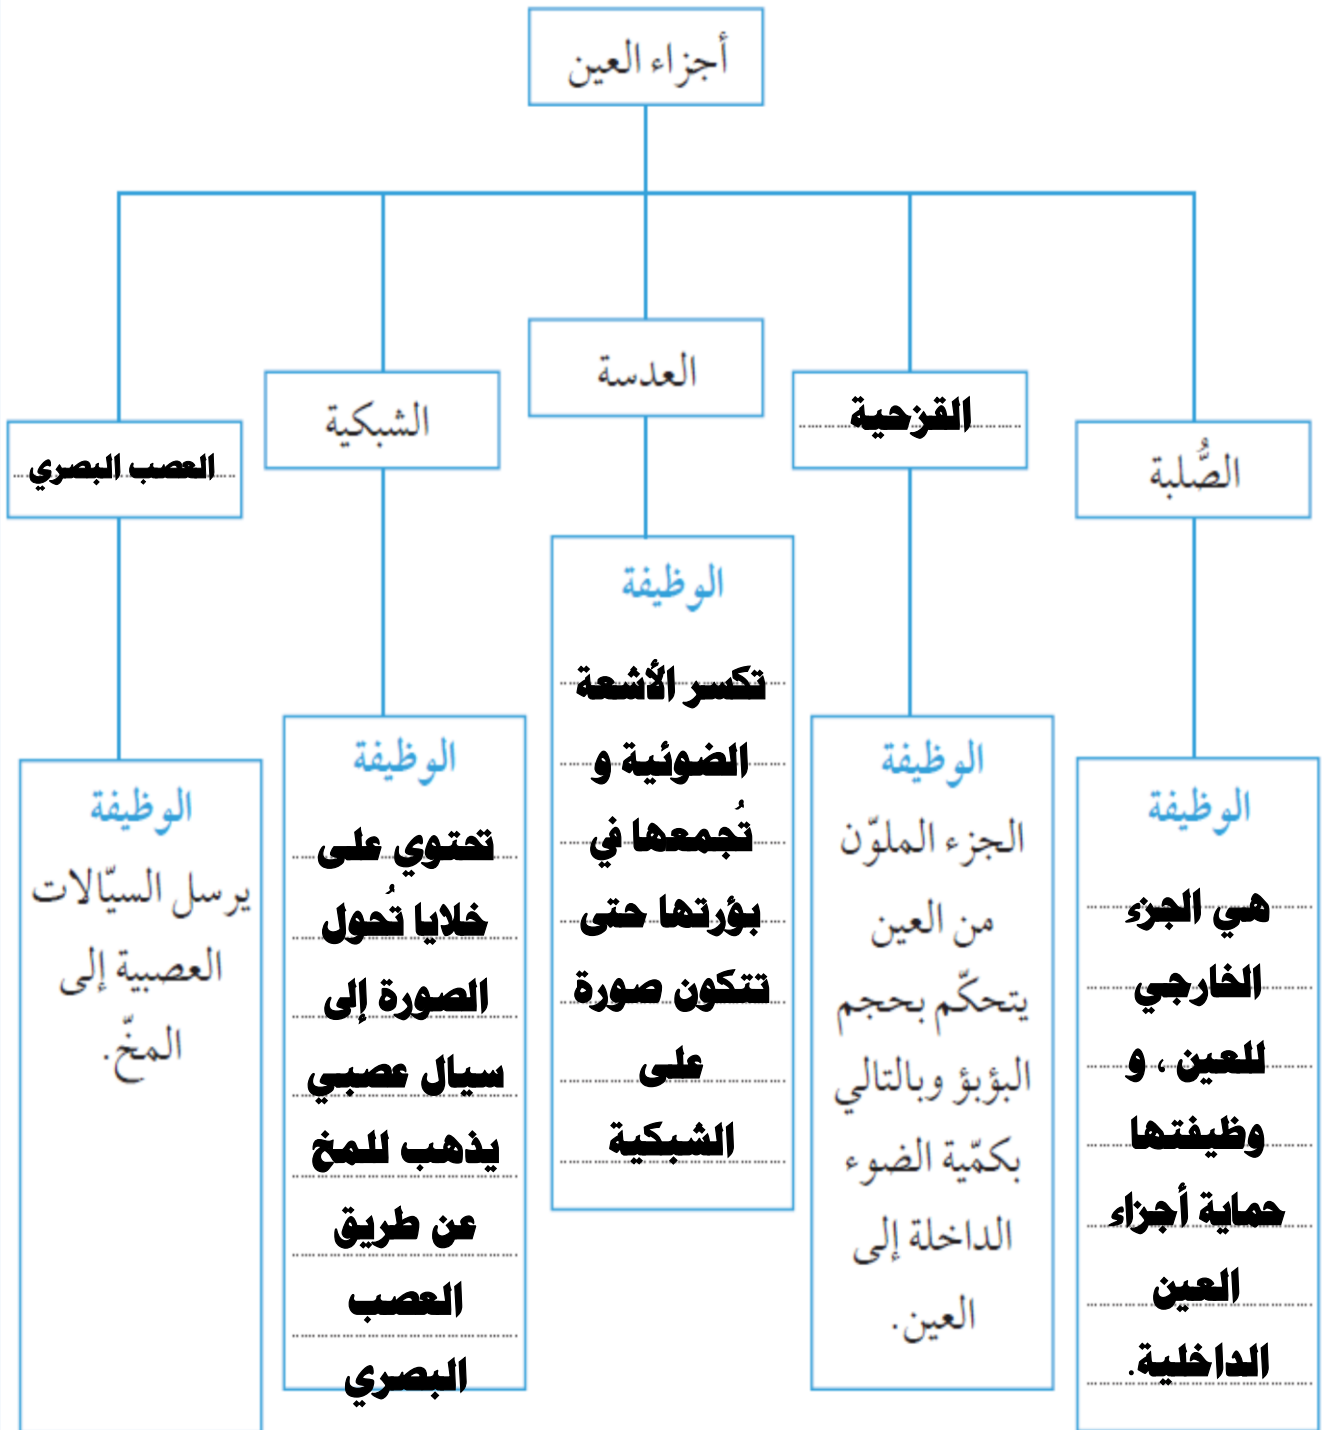 أجزاء العين
الصُّلبة
الوظيفة
هي الجزء
الخارجي
للعين ، و
وظيفتها
حماية أجزاء
العين
الداخلية.
القزحية
الوظيفة
الجزء الملوّن
من العين
يتحكّم بحجم
البؤبؤ وبالتالي
بكمّية الضوء
الداخلة إلى
العين.
العدسة
الوظيفة
تكسر الأشعة
الضوئية و
تُجمعها في
بؤرتها حتى
تتكون صورة
على
الشبكية
الشبكية
الوظيفة
تحتوي على
خلايا تُحول
الصورة إلى
سيال عصبي
يذهب للمخ
عن طريق
العصب
البصري
العصب البصري
الوظيفة
يرسل السيّالات
العصبية إلى
المخّ.